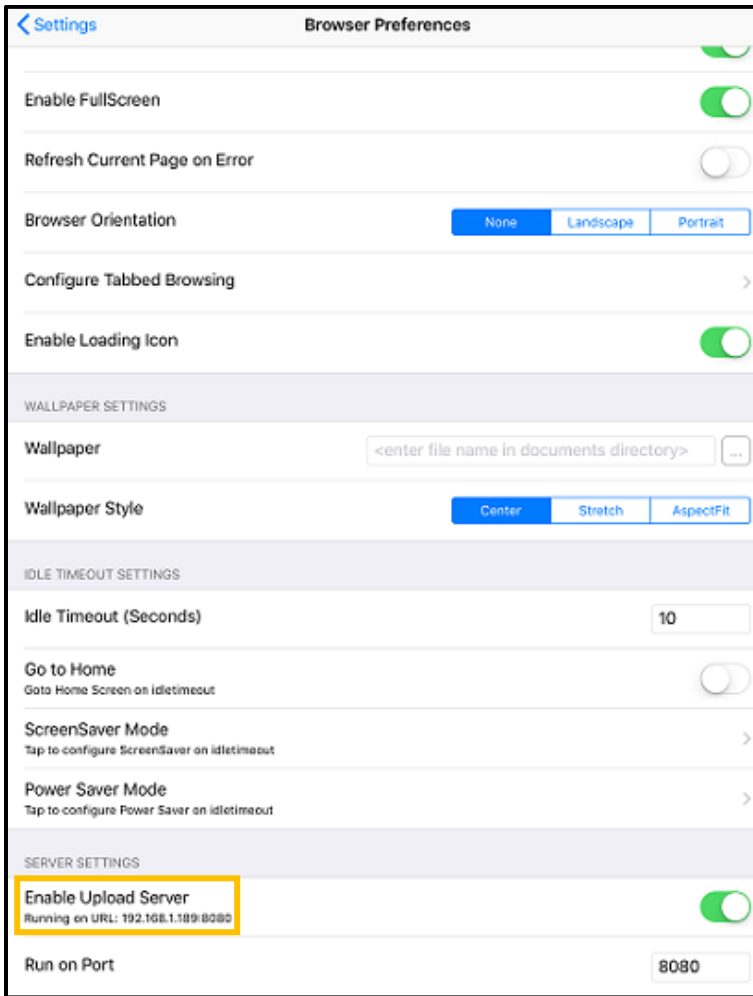 Settings
Browser Preferences
Enable FullScreen
Refresh Current Page on Error
Browser Orientation
None
Landscape
Portrait
Configure Tabbed Browsing
Enable Loading Icon
WALLPAPER SETTINGS
Wallpaper
<enter file name in documents directory>
...
Wallpaper Style
Center
Stretch
AspectFit
IDLE TIMEOUT SETTINGS
Idle Timeout (Seconds)
10
Go to Home
Goto Home Screen on idletimeout
ScreenSaver Mode
Tap to configure ScreenSaver on idletimeout
Power Saver Mode
Tap to configure Power Saver on idletimeout
SERVER SETTINGS
Enable Upload Server
Running on URL: 192.168.1.189:8080
Run on Port
8080